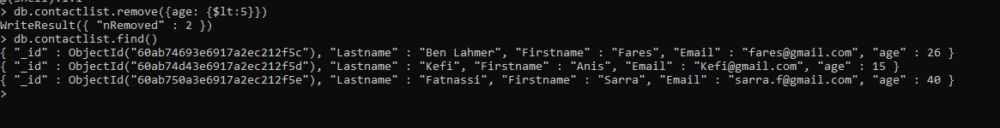 > db.contactlist.remove({age: {$lt:5}})
WriteResult({ "nRemoved" : 2 })
> db.contactlist.find()
{ "_id" : ObjectId("60ab74693e6917a2ec212f5c"), "Lastname" : "Ben Lahmer", "Firstname" : "Fares", "Email" : "fares@gmail.com", "age" : 26 }
{ "_id" : ObjectId("60ab74d43e6917a2ec212f5d"), "Lastname" : "Kefi", "Firstname" : "Anis", "Email" : "Kefi@gmail.com", "age" : 15 }
{ "_id" : ObjectId("60ab750a3e6917a2ec212f5e"), "Lastname" : "Fatnassi", "Firstname" : "Sarra", "Email" : "sarra.f@gmail.com", "age" : 40 }
>